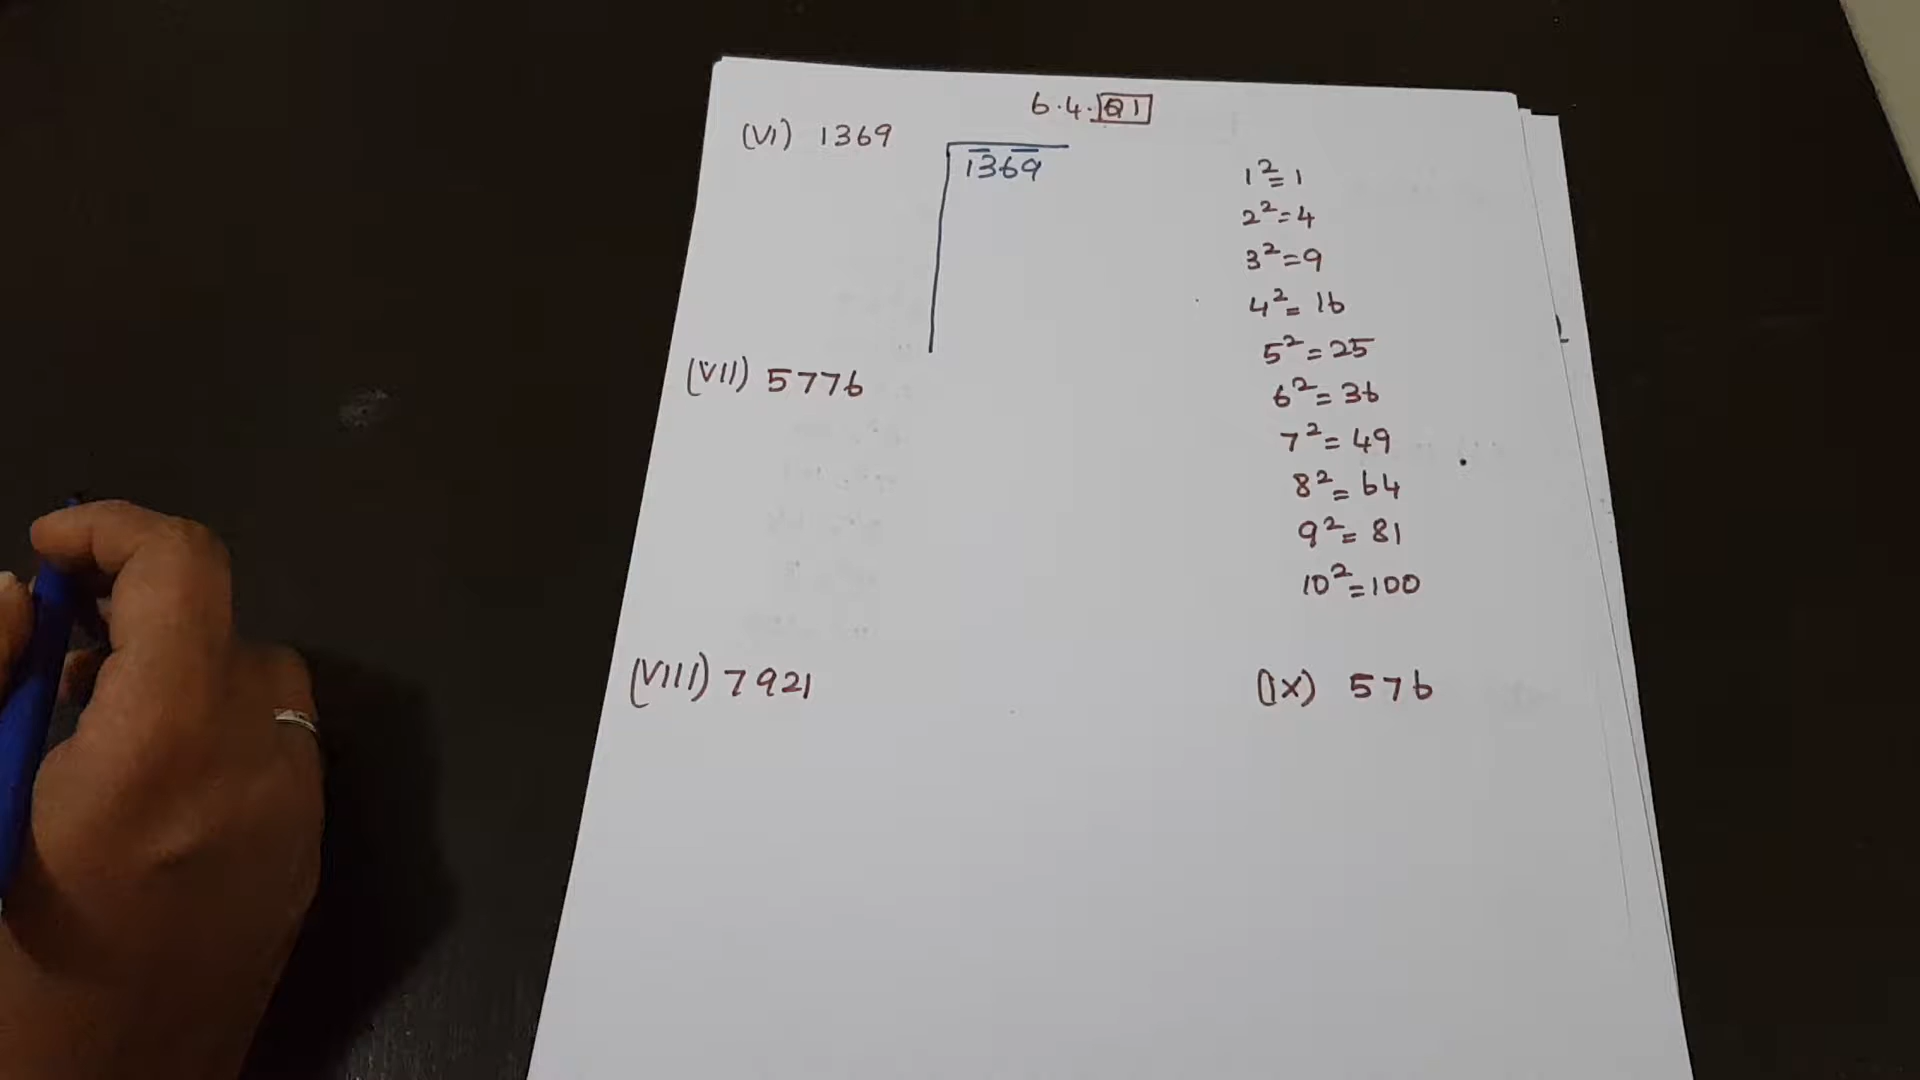 6.4. Q1
(VI) 1369
1369
1² = 1
2² = 4
3² = 9
4² = 16
5² = 25
6² = 36
7² = 49
8² = 64
9² = 81
10² = 100
(VII) 5776
(VIII) 7921
(IX) 576